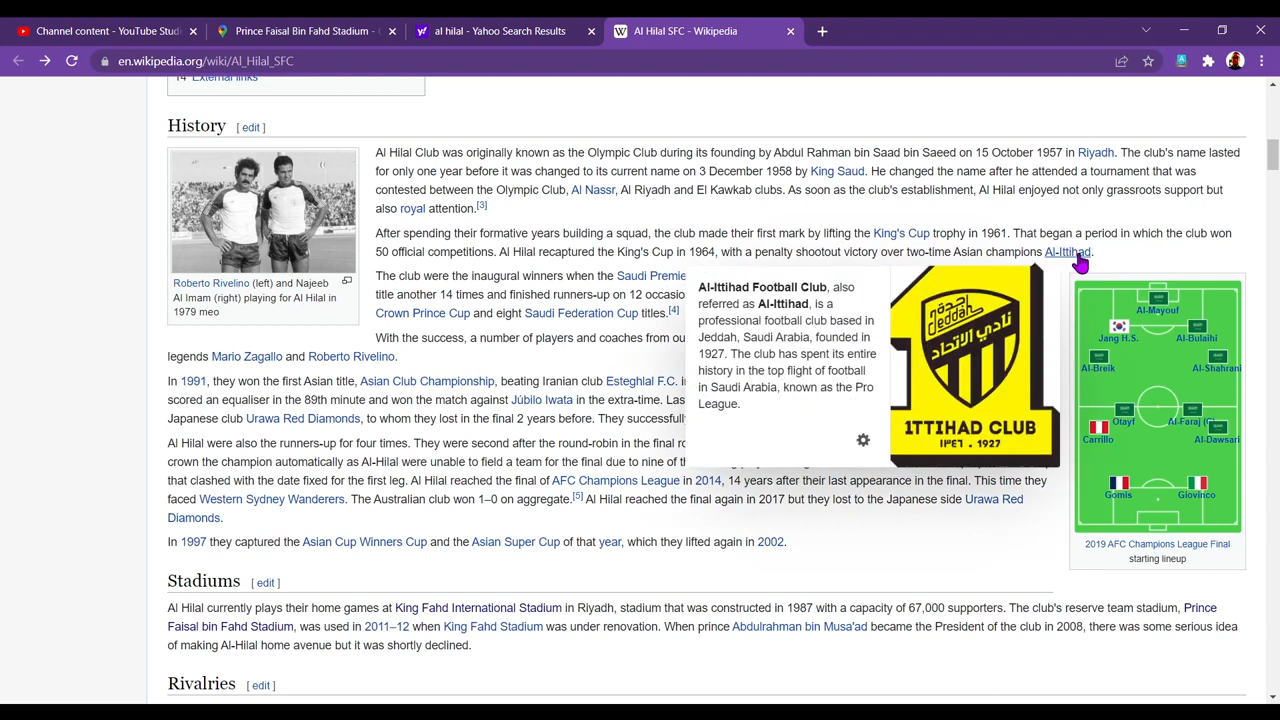 Channel content - YouTube Studi
Prince Faisal Bin Fahd Stadium -
al hilal - Yahoo Search Results
Al Hilal SFC - Wikipedia
en.wikipedia.org/wiki/Al_Hilal_SFC
14 External links
History [ edit ]
Al Hilal Club was originally known as the Olympic Club during its founding by Abdul Rahman bin Saad bin Saeed on 15 October 1957 in Riyadh. The club's name lasted
for only one year before it was changed to its current name on 3 December 1958 by King Saud. He changed the name after he attended a tournament that was
contested between the Olympic Club, Al Nassr, Al Riyadh and El Kawkab clubs. As soon as the club's establishment, Al Hilal enjoyed not only grassroots support but
also royal attention.[3]
After spending their formative years building a squad, the club made their first mark by lifting the King's Cup trophy in 1961. That began a period in which the club won
50 official competitions. Al Hilal recaptured the King's Cup in 1964, with a penalty shootout victory over two-time Asian champions Al-Ittihad.
Roberto Rivelino (left) and Najeeb
Al Imam (right) playing for Al Hilal in
1979 meo
The club were the inaugural winners when the Saudi Premie
title another 14 times and finished runners-up on 12 occasio
Crown Prince Cup and eight Saudi Federation Cup titles.[4]
With the success, a number of players and coaches from ou
legends Mario Zagallo and Roberto Rivelino.
In 1991, they won the first Asian title, Asian Club Championship, beating Iranian club Esteghlal F.C. i
scored an equaliser in the 89th minute and won the match against Júbilo Iwata in the extra-time. Las
Japanese club Urawa Red Diamonds, to whom they lost in the final 2 years before. They successfull
Al Hilal were also the runners-up for four times. They were second after the round-robin in the final ro
crown the champion automatically as Al-Hilal were unable to field a team for the final due to nine of th
that clashed with the date fixed for the first leg. Al Hilal reached the final of AFC Champions League in 2014, 14 years after their last appearance in the final. This time they
faced Western Sydney Wanderers. The Australian club won 1–0 on aggregate.[5] Al Hilal reached the final again in 2017 but they lost to the Japanese side Urawa Red
Diamonds.
In 1997 they captured the Asian Cup Winners Cup and the Asian Super Cup of that year, which they lifted again in 2002.
Al-Ittihad Football Club, also
referred as Al-Ittihad, is a
professional football club based in
Jeddah, Saudi Arabia, founded in
1927. The club has spent its entire
history in the top flight of football
in Saudi Arabia, known as the Pro
League.
جدة
Jeddah
نادي الاتحاد
1TTIHAD CLUB
١٣٤٦ . 1927
Al-Mayouf
Jang H.S.
Al-Bulaihi
Al-Breik
Al-Shahrani
Otayf
Al-Faraj (C)
Carrillo
Al-Dawsari
Gomis
Giovinco
2019 AFC Champions League Final
starting lineup
Stadiums [ edit ]
Al Hilal currently plays their home games at King Fahd International Stadium in Riyadh, stadium that was constructed in 1987 with a capacity of 67,000 supporters. The club's reserve team stadium, Prince
Faisal bin Fahd Stadium, was used in 2011–12 when King Fahd Stadium was under renovation. When prince Abdulrahman bin Musa'ad became the President of the club in 2008, there was some serious idea
of making Al-Hilal home avenue but it was shortly declined.
Rivalries [ edit ]